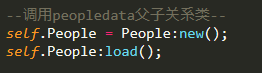 --调用peopledata父子关系类--
self.People = People:new();
self.People:load();